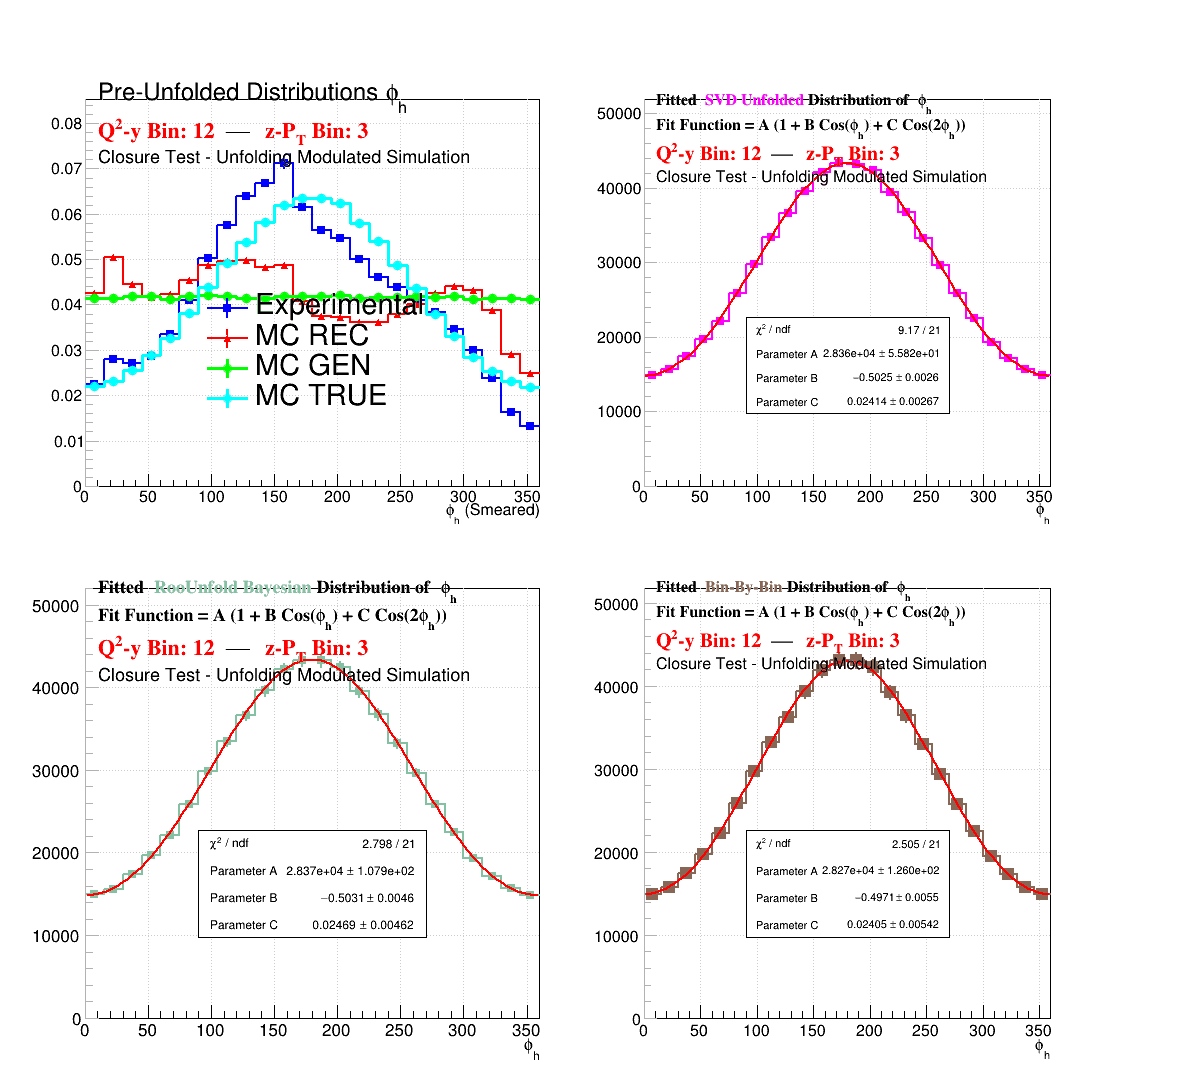 Pre-Unfolded Distributions ϕh
Q2-y Bin: 12 — z-PT Bin: 3
Closure Test - Unfolding Modulated Simulation
0.08
0.07
0.06
0.05
0.04
0.03
0.02
0.01
0
Experimental
MC REC
MC GEN
MC TRUE
0 50 100 150 200 250 300 350
ϕh (Smeared)
Fitted SVD Unfolded Distribution of ϕh
Fit Function = A (1 + B Cos(ϕh) + C Cos(2ϕh))
Q2-y Bin: 12 — z-PT Bin: 3
Closure Test - Unfolding Modulated Simulation
50000
40000
30000
20000
10000
0
χ2 / ndf 9.17 / 21
Parameter A 2.836e+04 ± 5.582e+01
Parameter B −0.5025 ± 0.0026
Parameter C 0.02414 ± 0.00267
0 50 100 150 200 250 300 350
ϕh
Fitted RooUnfold Bayesian Distribution of ϕh
Fit Function = A (1 + B Cos(ϕh) + C Cos(2ϕh))
Q2-y Bin: 12 — z-PT Bin: 3
Closure Test - Unfolding Modulated Simulation
50000
40000
30000
20000
10000
0
χ2 / ndf 2.798 / 21
Parameter A 2.837e+04 ± 1.079e+02
Parameter B −0.5031 ± 0.0046
Parameter C 0.02469 ± 0.00462
0 50 100 150 200 250 300 350
ϕh
Fitted Bin-By-Bin Distribution of ϕh
Fit Function = A (1 + B Cos(ϕh) + C Cos(2ϕh))
Q2-y Bin: 12 — z-PT Bin: 3
Closure Test - Unfolding Modulated Simulation
50000
40000
30000
20000
10000
0
χ2 / ndf 2.505 / 21
Parameter A 2.827e+04 ± 1.260e+02
Parameter B −0.4971 ± 0.0055
Parameter C 0.02405 ± 0.00542
0 50 100 150 200 250 300 350
ϕh